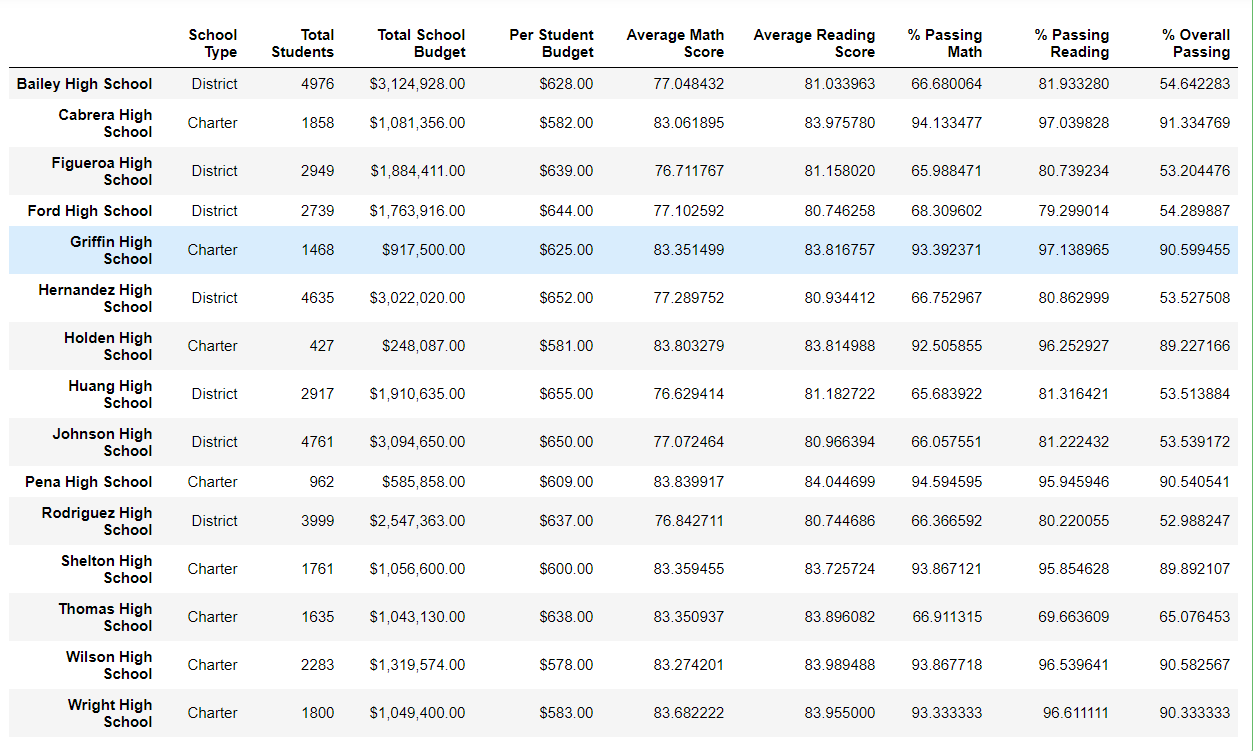 School Type Total Students Total School Budget Per Student Budget Average Math Score Average Reading Score % Passing Math % Passing Reading % Overall Passing
Bailey High School District 4976 $3,124,928.00 $628.00 77.048432 81.033963 66.680064 81.933280 54.642283
Cabrera High School Charter 1858 $1,081,356.00 $582.00 83.061895 83.975780 94.133477 97.039828 91.334769
Figueroa High School District 2949 $1,884,411.00 $639.00 76.711767 81.158020 65.988471 80.739234 53.204476
Ford High School District 2739 $1,763,916.00 $644.00 77.102592 80.746258 68.309602 79.299014 54.289887
Griffin High School Charter 1468 $917,500.00 $625.00 83.351499 83.816757 93.392371 97.138965 90.599455
Hernandez High School District 4635 $3,022,020.00 $652.00 77.289752 80.934412 66.752967 80.862999 53.527508
Holden High School Charter 427 $248,087.00 $581.00 83.803279 83.814988 92.505855 96.252927 89.227166
Huang High School District 2917 $1,910,635.00 $655.00 76.629414 81.182722 65.683922 81.316421 53.513884
Johnson High School District 4761 $3,094,650.00 $650.00 77.072464 80.966394 66.057551 81.222432 53.539172
Pena High School Charter 962 $585,858.00 $609.00 83.839917 84.044699 94.594595 95.945946 90.540541
Rodriguez High School District 3999 $2,547,363.00 $637.00 76.842711 80.744686 66.366592 80.220055 52.988247
Shelton High School Charter 1761 $1,056,600.00 $600.00 83.359455 83.725724 93.867121 95.854628 89.892107
Thomas High School Charter 1635 $1,043,130.00 $638.00 83.350937 83.896082 66.911315 69.663609 65.076453
Wilson High School Charter 2283 $1,319,574.00 $578.00 83.274201 83.989488 93.867718 96.539641 90.582567
Wright High School Charter 1800 $1,049,400.00 $583.00 83.682222 83.955000 93.333333 96.611111 90.333333